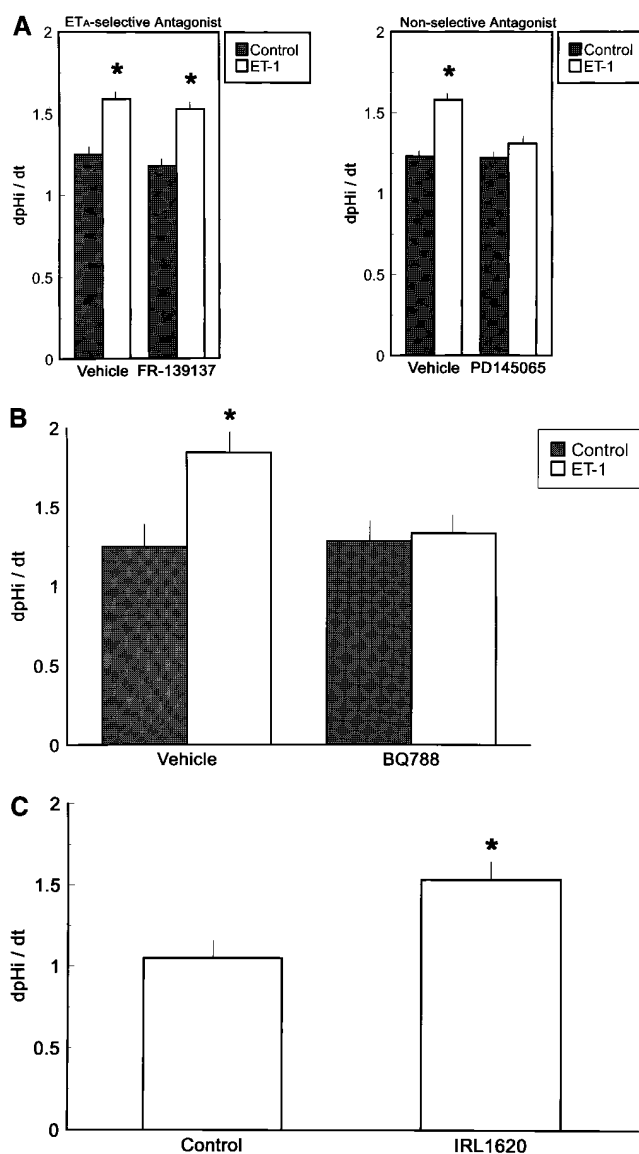 A
ETA-selective Antagonist
Control
ET-1
2
1.5
1
0.5
0
dpHi / dt
*
*
Vehicle FR-139137
Non-selective Antagonist
Control
ET-1
2
1.5
1
0.5
0
dpHi / dt
*
Vehicle PD145065
B
Control
ET-1
2
1.5
1
0.5
0
dpHi / dt
*
Vehicle BQ788
C
2
1.5
1
0.5
0
dpHi / dt
*
Control IRL1620